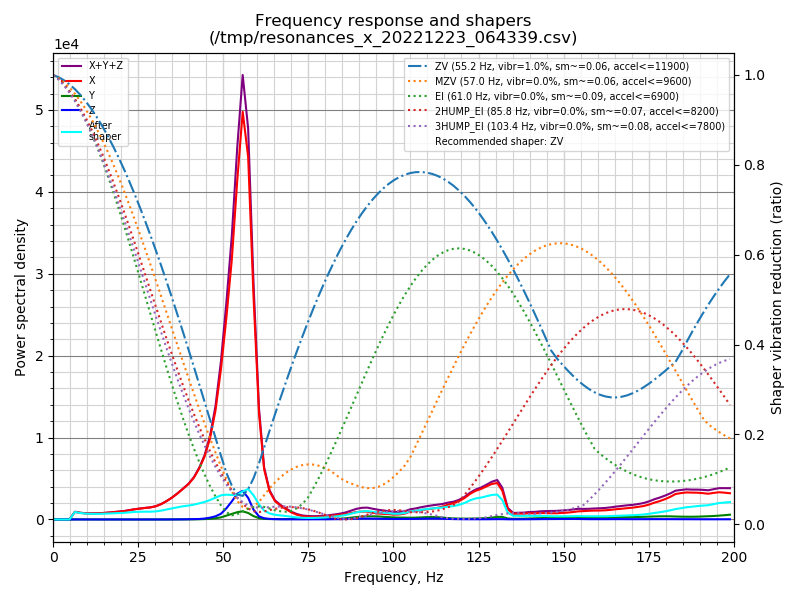 Frequency response and shapers
(/tmp/resonances_x_20221223_064339.csv)
1e4
X+Y+Z
X
Y
Z
After
shaper
ZV (55.2 Hz, vibr=1.0%, sm~=0.06, accel<=11900)
MZV (57.0 Hz, vibr=0.0%, sm~=0.06, accel<=9600)
EI (61.0 Hz, vibr=0.0%, sm~=0.09, accel<=6900)
2HUMP_EI (85.8 Hz, vibr=0.0%, sm~=0.07, accel<=8200)
3HUMP_EI (103.4 Hz, vibr=0.0%, sm~=0.08, accel<=7800)
Recommended shaper: ZV
5
4
3
2
1
0
Power spectral density
1.0
0.8
0.6
0.4
0.2
0.0
Shaper vibration reduction (ratio)
0 25 50 75 100 125 150 175 200
Frequency, Hz